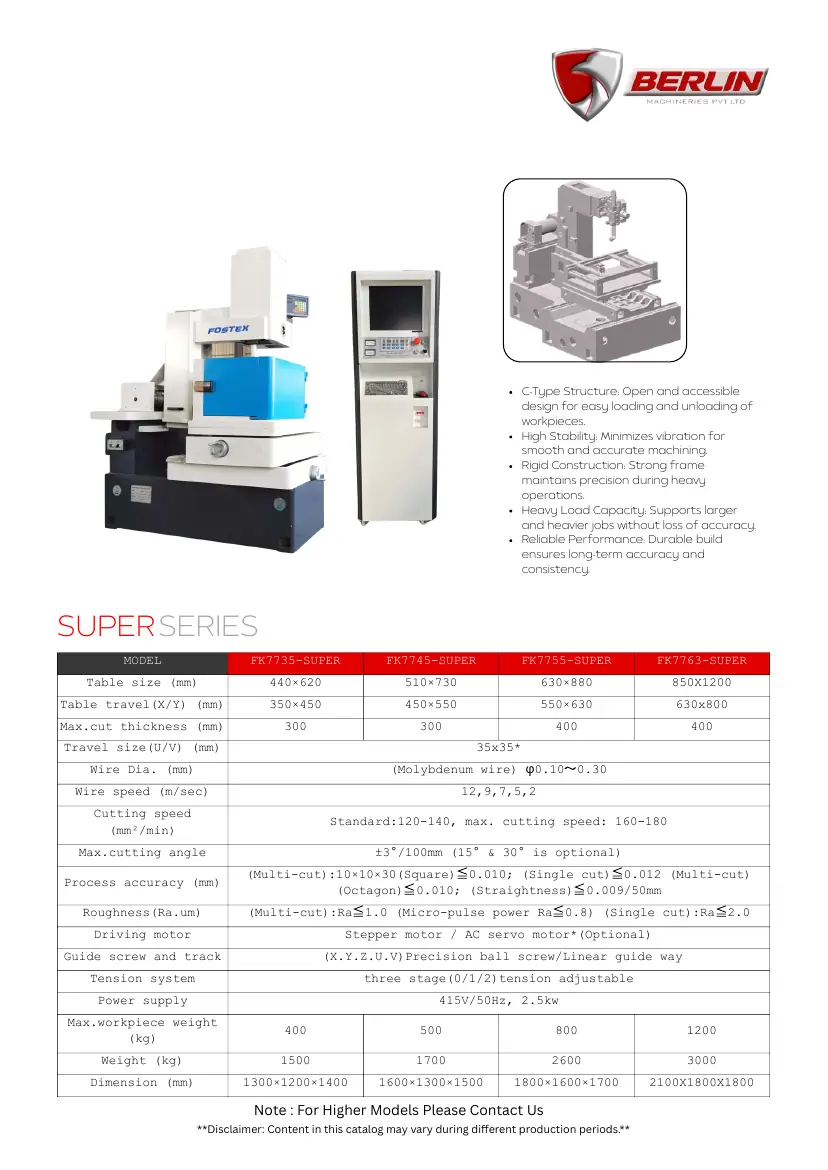 BERLIN
MACHINERIES PVT LTD
FOSTEX
• C-Type Structure: Open and accessible
design for easy loading and unloading of
workpieces.
• High Stability: Minimizes vibration for
smooth and accurate machining.
• Rigid Construction: Strong frame
maintains precision during heavy
operations.
• Heavy Load Capacity: Supports larger
and heavier jobs without loss of accuracy.
• Reliable Performance: Durable build
ensures long-term accuracy and
consistency.
SUPER SERIES
MODEL FK7735-SUPER FK7745-SUPER FK7755-SUPER FK7763-SUPER
Table size (mm) 440×620 510×730 630×880 850X1200
Table travel(X/Y) (mm) 350×450 450×550 550×630 630x800
Max.cut thickness (mm) 300 300 400 400
Travel size(U/V) (mm) 35x35*
Wire Dia. (mm) (Molybdenum wire) φ0.10～0.30
Wire speed (m/sec) 12,9,7,5,2
Cutting speed
(mm²/min) Standard:120-140, max. cutting speed: 160-180
Max.cutting angle ±3°/100mm (15° & 30° is optional)
Process accuracy (mm) (Multi-cut):10×10×30(Square)≦0.010; (Single cut)≦0.012 (Multi-cut)
(Octagon)≦0.010; (Straightness)≦0.009/50mm
Roughness(Ra.um) (Multi-cut):Ra≦1.0 (Micro-pulse power Ra≦0.8) (Single cut):Ra≦2.0
Driving motor Stepper motor / AC servo motor*(Optional)
Guide screw and track (X.Y.Z.U.V)Precision ball screw/Linear guide way
Tension system three stage(0/1/2)tension adjustable
Power supply 415V/50Hz, 2.5kw
Max.workpiece weight
(kg) 400 500 800 1200
Weight (kg) 1500 1700 2600 3000
Dimension (mm) 1300×1200×1400 1600×1300×1500 1800×1600×1700 2100X1800X1800
Note : For Higher Models Please Contact Us
**Disclaimer: Content in this catalog may vary during different production periods.**